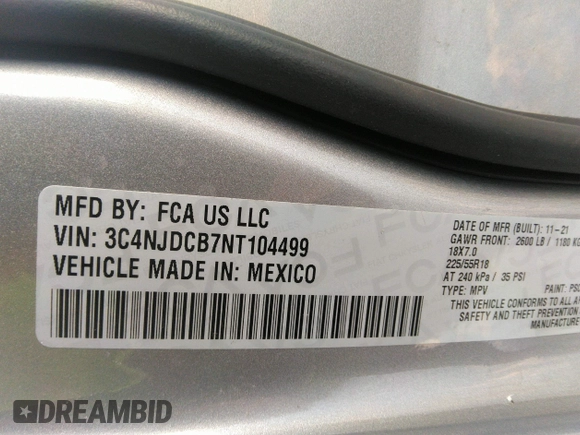 MFD BY: FCA US LLC
VIN: 3C4NJDCB7NT104499
VEHICLE MADE IN: MEXICO
DATE OF MFR (BUILT): 11-21
GAWR FRONT: 2600 LB / 1180 KG
18X7.0
225/55R18
AT 240 kPa / 35 PSI
TYPE: MPV PAINT: PSC
THIS VEHICLE CONFORMS TO ALL
SAFETY AND THEFT PREVENTION
MANUFACTURE
DREAMBID